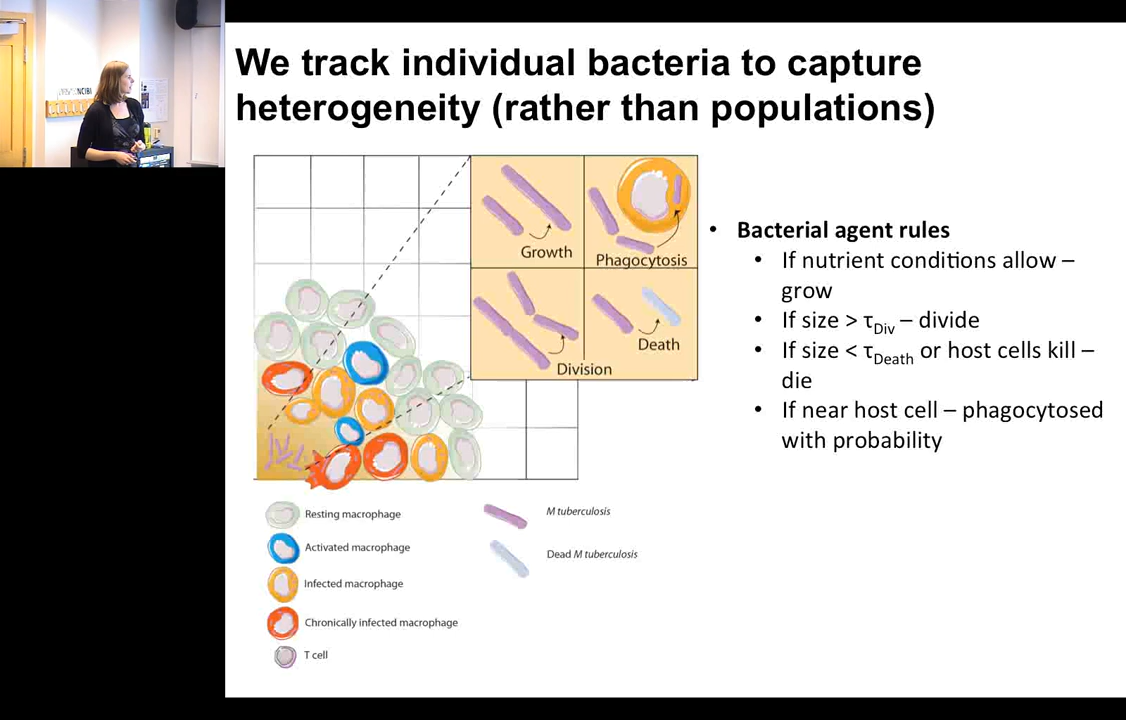 We track individual bacteria to capture
heterogeneity (rather than populations)
Growth
Phagocytosis
Division
Death
• Bacterial agent rules
• If nutrient conditions allow –
grow
• If size > τDiv – divide
• If size < τDeath or host cells kill –
die
• If near host cell – phagocytosed
with probability
Resting macrophage
Activated macrophage
Infected macrophage
Chronically infected macrophage
T cell
M tuberculosis
Dead M tuberculosis